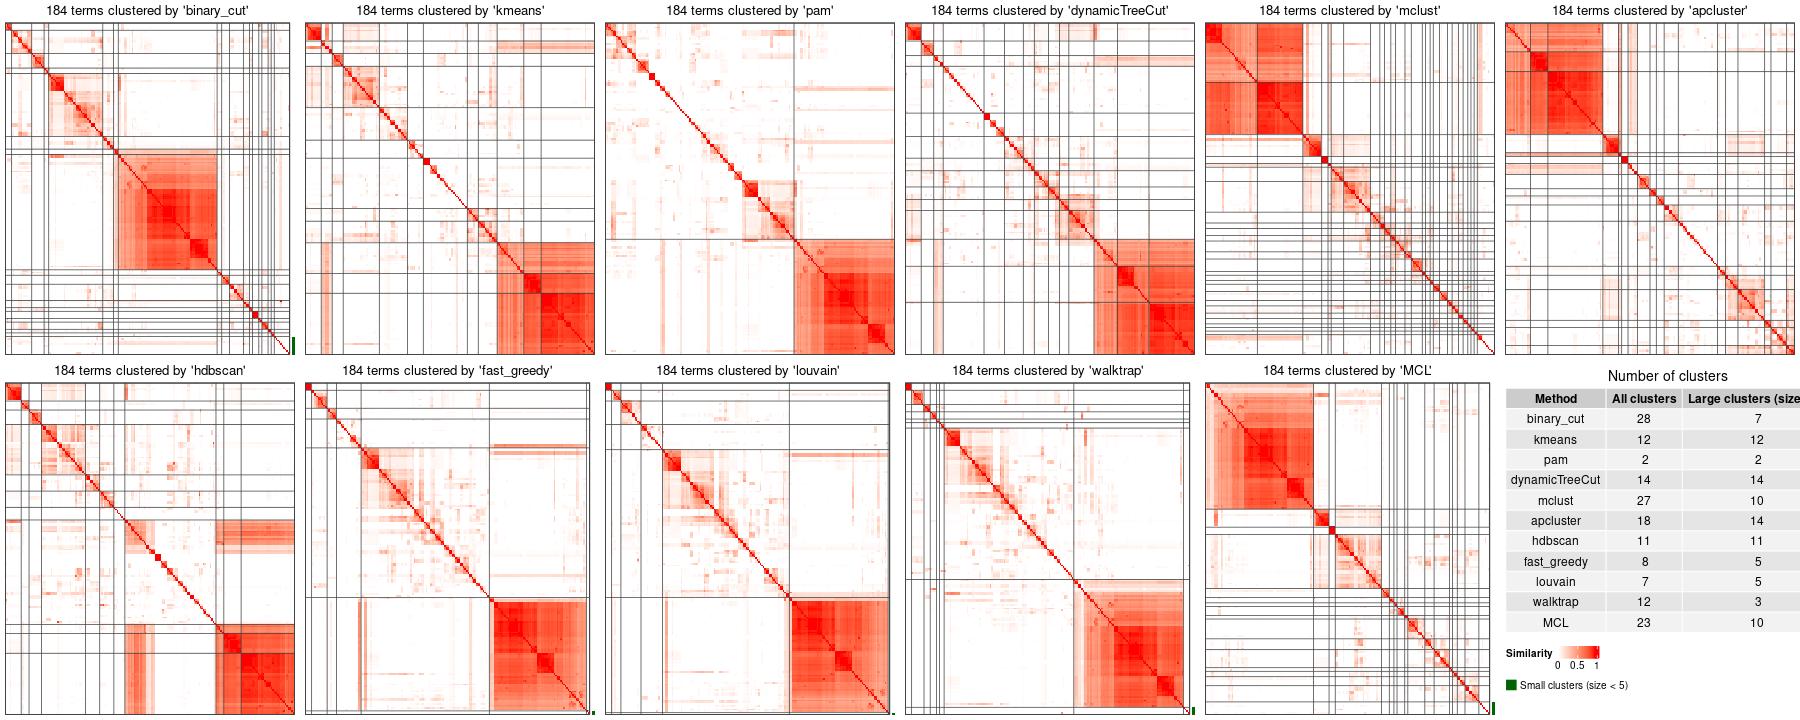 184 terms clustered by 'binary_cut'
184 terms clustered by 'kmeans'
184 terms clustered by 'pam'
184 terms clustered by 'dynamicTreeCut'
184 terms clustered by 'mclust'
184 terms clustered by 'apcluster'
184 terms clustered by 'hdbscan'
184 terms clustered by 'fast_greedy'
184 terms clustered by 'louvain'
184 terms clustered by 'walktrap'
184 terms clustered by 'MCL'
Number of clusters
Method All clusters Large clusters (size
binary_cut 28 7
kmeans 12 12
pam 2 2
dynamicTreeCut 14 14
mclust 27 10
apcluster 18 14
hdbscan 11 11
fast_greedy 8 5
louvain 7 5
walktrap 12 3
MCL 23 10
Similarity
0 0.5 1
Small clusters (size < 5)